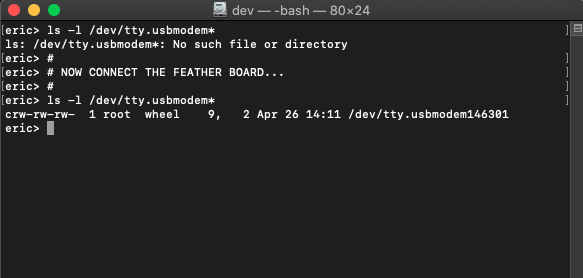 dev — -bash — 80×24
[eric> ls -l /dev/tty.usbmodem* ]
ls: /dev/tty.usbmodem*: No such file or directory
[eric> # ]
[eric> # NOW CONNECT THE FEATHER BOARD... ]
[eric> # ]
[eric> ls -l /dev/tty.usbmodem* ]
crw-rw-rw-  1 root  wheel    9,   2 Apr 26 14:11 /dev/tty.usbmodem146301
eric>